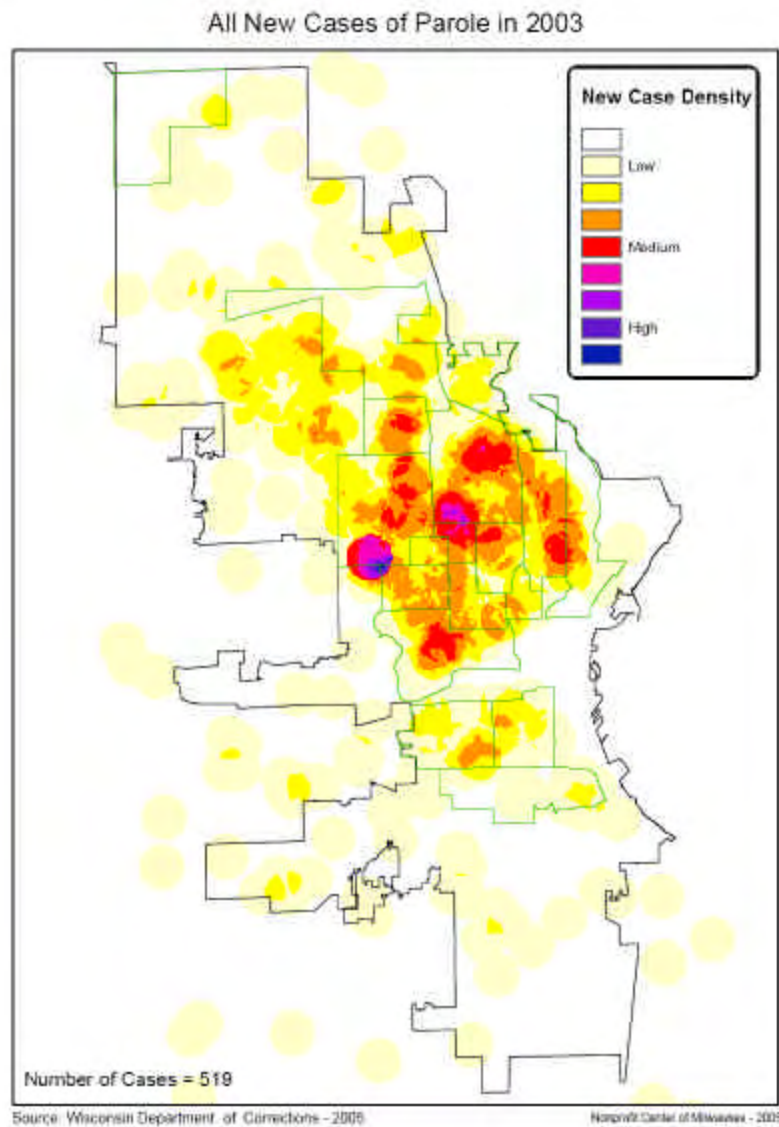 All New Cases of Parole in 2003
New Case Density
Low
Medium
High
Number of Cases = 519
Source: Wisconsin Department of Corrections - 2005
Nonprofit Center of Milwaukee - 2005